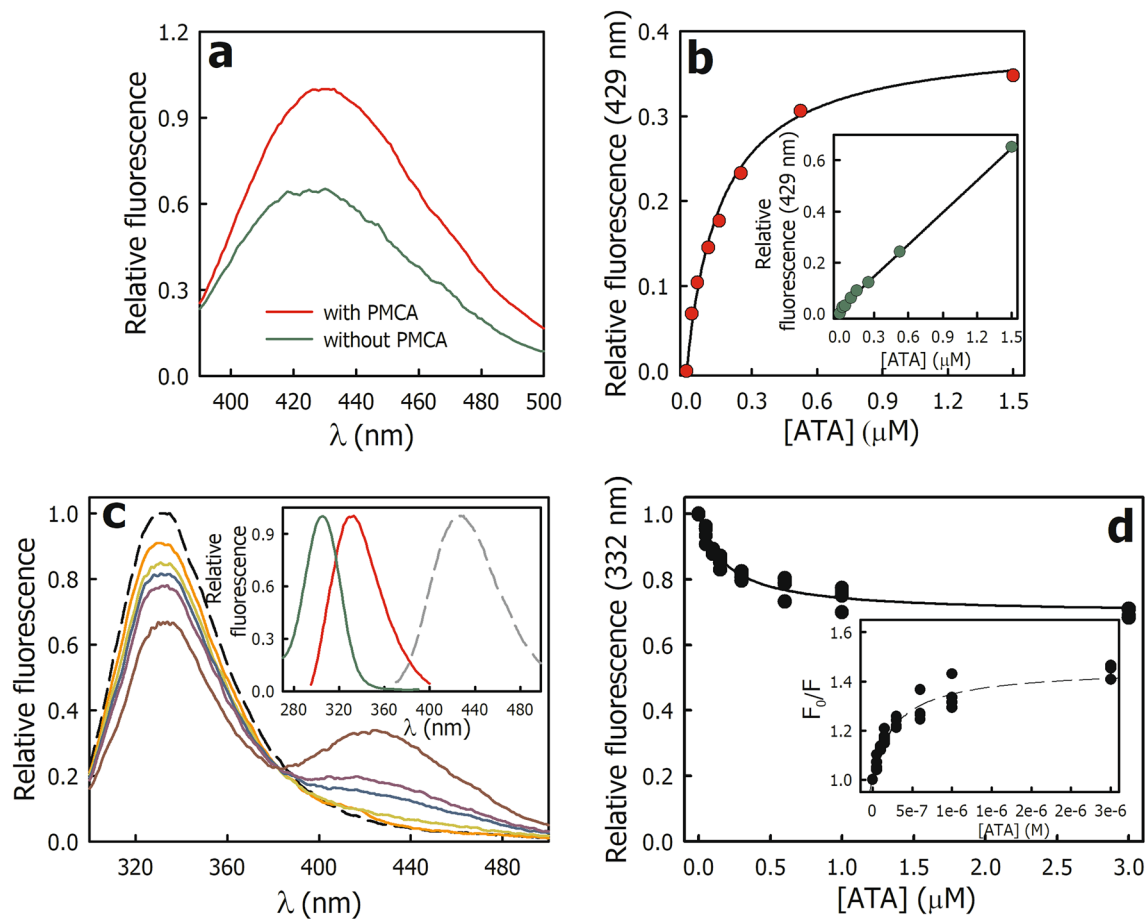 a
Relative fluorescence
1.2
0.9
0.6
0.3
0.0
with PMCA
without PMCA
400 420 440 460 480 500
λ (nm)
b
Relative fluorescence (429 nm)
0.4
0.3
0.2
0.1
0.0
0.0 0.3 0.6 0.9 1.2 1.5
[ATA] (μM)
Relative
fluorescence (429 nm)
0.6
0.4
0.2
0.0
0.0 0.3 0.6 0.9 1.2 1.5
[ATA] (μM)
c
Relative fluorescence
1.0
0.8
0.6
0.4
0.2
0.0
320 360 400 440 480
λ (nm)
Relative
fluorescence
0.9
0.6
0.3
0.0
280 320 360 400 440 480
λ (nm)
d
Relative fluorescence (332 nm)
1.0
0.8
0.6
0.4
0.2
0.0
0.0 0.5 1.0 1.5 2.0 2.5 3.0
[ATA] (μM)
F0/F
1.6
1.4
1.2
1.0
0 5e-7 1e-6 1e-6 2e-6 2e-6 3e-6
[ATA] (M)